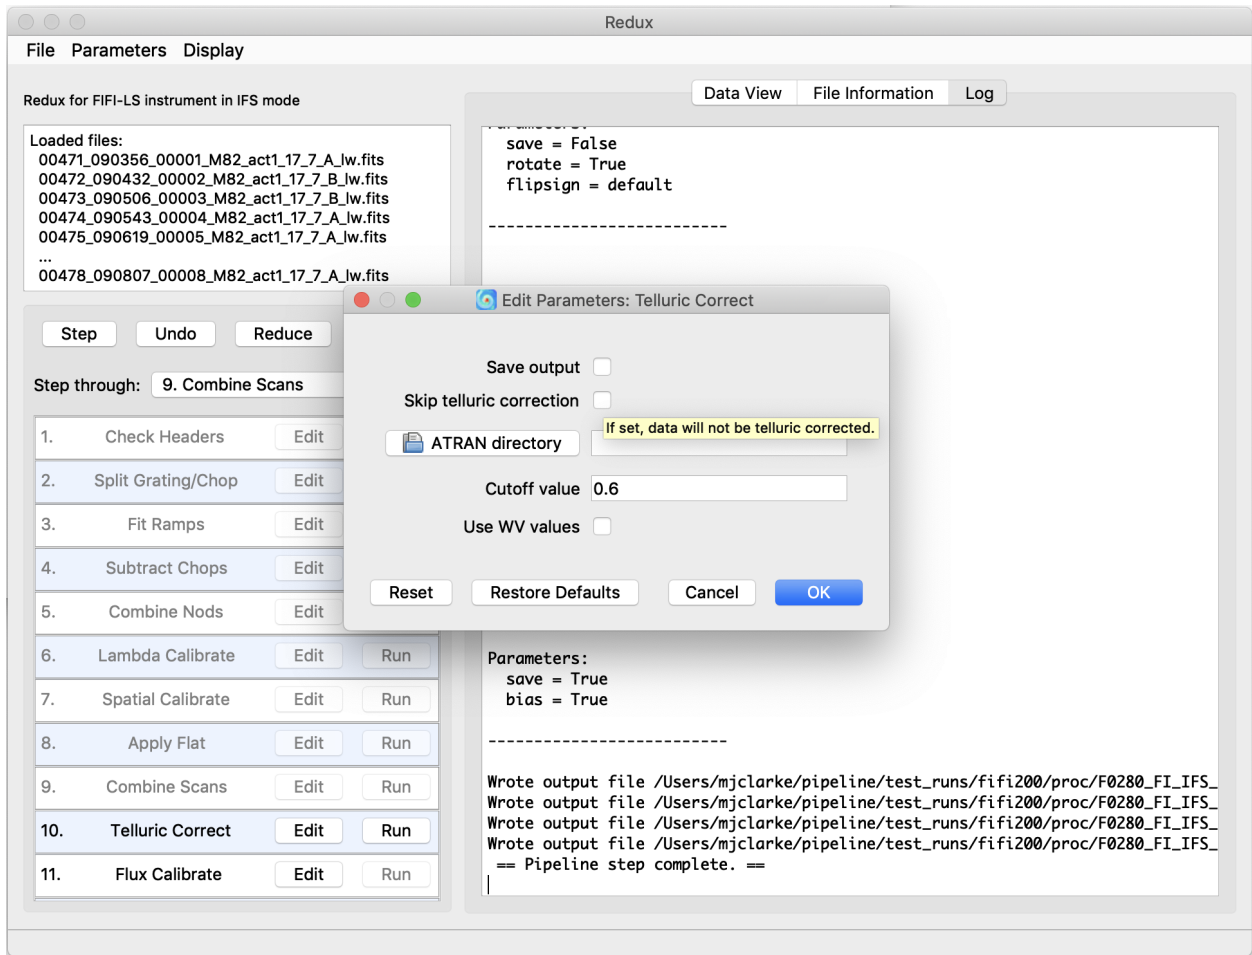 Redux
File Parameters Display
Redux for FIFI-LS instrument in IFS mode
Data View File Information Log
Loaded files:
00471_090356_00001_M82_act1_17_7_A_lw.fits
00472_090432_00002_M82_act1_17_7_B_lw.fits
00473_090506_00003_M82_act1_17_7_B_lw.fits
00474_090543_00004_M82_act1_17_7_A_lw.fits
00475_090619_00005_M82_act1_17_7_A_lw.fits
...
00478_090807_00008_M82_act1_17_7_A_lw.fits
Step Undo Reduce
Step through: 9. Combine Scans
1. Check Headers Edit
2. Split Grating/Chop Edit
3. Fit Ramps Edit
4. Subtract Chops Edit
5. Combine Nods Edit
6. Lambda Calibrate Edit Run
7. Spatial Calibrate Edit Run
8. Apply Flat Edit Run
9. Combine Scans Edit Run
10. Telluric Correct Edit Run
11. Flux Calibrate Edit Run
Parameters:
save = False
rotate = True
flipsign = default
--------------------------
Edit Parameters: Telluric Correct
Save output
Skip telluric correction
If set, data will not be telluric corrected.
ATRAN directory
Cutoff value 0.6
Use WV values
Reset Restore Defaults Cancel OK
Parameters:
save = True
bias = True
--------------------------
Wrote output file /Users/mjclarke/pipeline/test_runs/fifi200/proc/F0280_FI_IFS_
Wrote output file /Users/mjclarke/pipeline/test_runs/fifi200/proc/F0280_FI_IFS_
Wrote output file /Users/mjclarke/pipeline/test_runs/fifi200/proc/F0280_FI_IFS_
Wrote output file /Users/mjclarke/pipeline/test_runs/fifi200/proc/F0280_FI_IFS_
== Pipeline step complete. ==